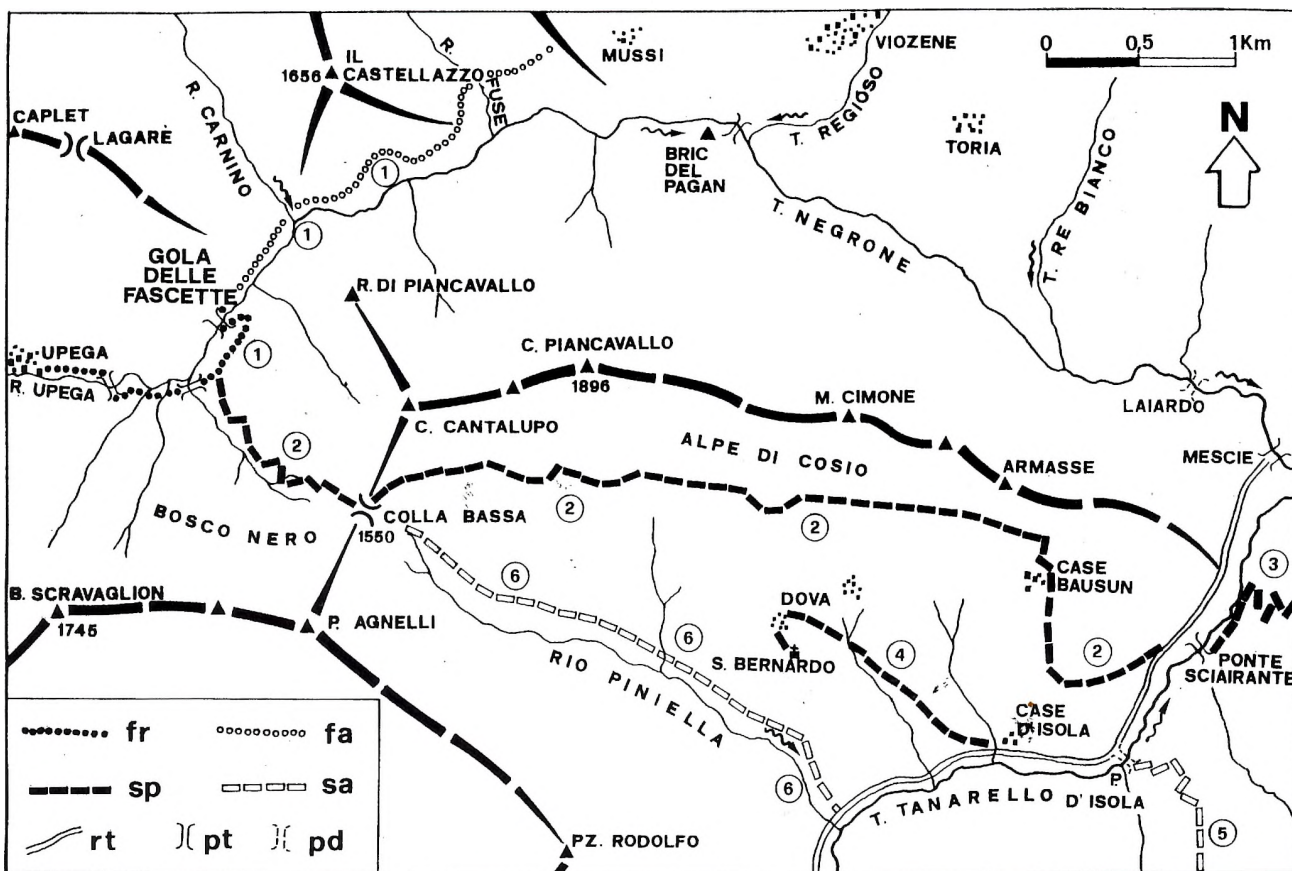 MUSSI
VIOZENE
0 0,5 1Km
IL
1656 CASTELLAZZO
R. FUSE
R. CARNINO
CAPLET
LAGARÈ
T. REGIOSO
TORIA
N
BRIC
DEL
PAGAN
1
T. NEGRONE
T. RE BIANCO
1
GOLA
DELLE
FASCETTE
R. DI PIANCAVALLO
1
UPEGA
R. UPEGA
C. PIANCAVALLO
1896
M. CIMONE
LAIARDO
C. CANTALUPO
2
ALPE DI COSIO
ARMASSE
MESCIE
BOSCO NERO
COLLA BASSA
1550
2
2
CASE
BAUSUN
3
6
B. SCRAVAGLION
1745
P. AGNELLI
DOVA
6
S. BERNARDO
4
2
PONTE
SCIAIRANTE
RIO PINIELLA
CASE
D'ISOLA
6
T. TANARELLO
P.
D'ISOLA
5
PZ. RODOLFO
fr fa
sp sa
rt pt pd